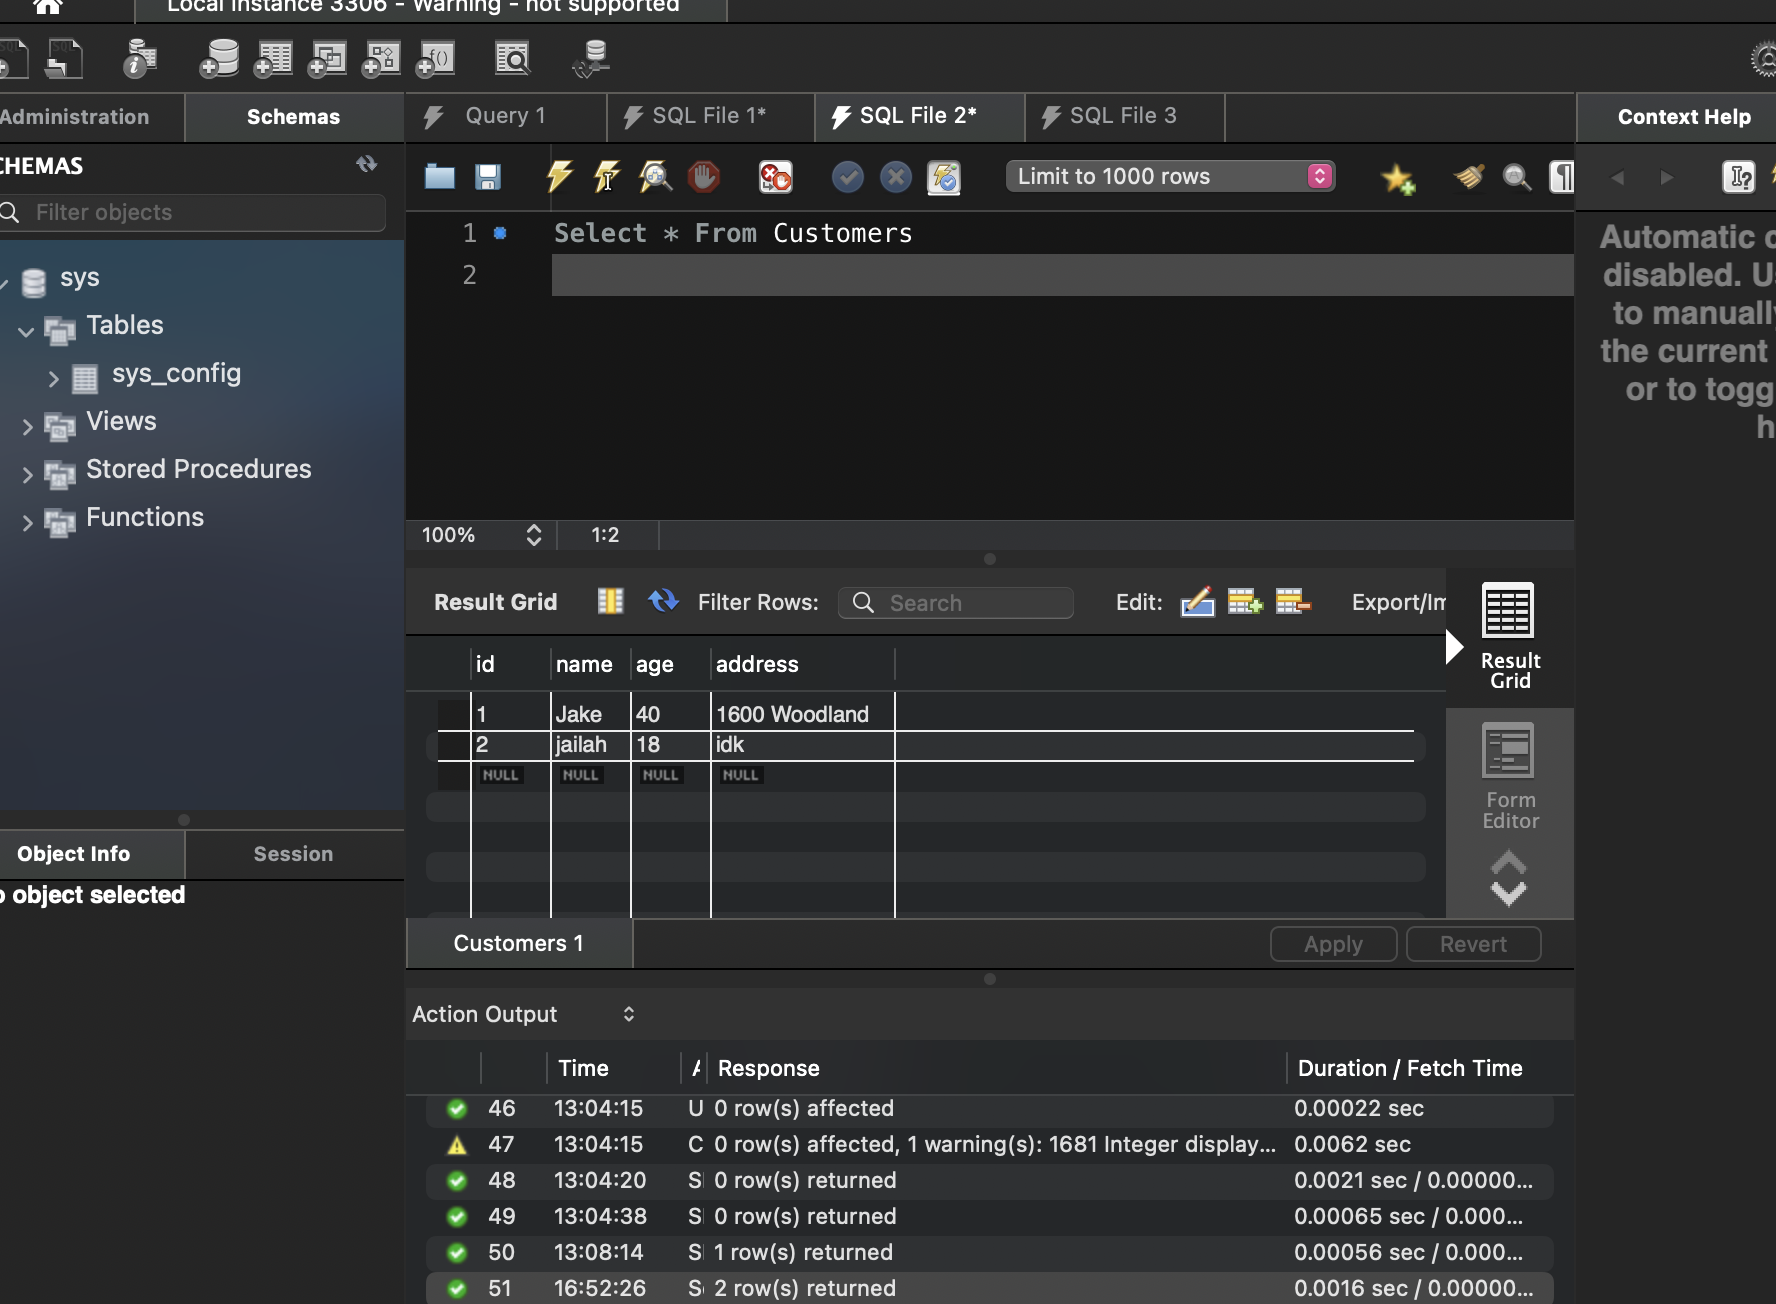 Local Instance 3306 - Warning - not supported
Administration
Schemas
Query 1
SQL File 1*
SQL File 2*
SQL File 3
Context Help
SCHEMAS
Limit to 1000 rows
Filter objects
1 Select * From Customers
2
Automatic
disabled.
to manually
the current
or to
sys
Tables
sys_config
Views
Stored Procedures
Functions
100%
1:2
Result Grid
Filter Rows:
Search
Edit:
Export/Im
Result
Grid
id name age address
1 Jake 40 1600 Woodland
2 jailah 18 idk
NULL NULL NULL NULL
Form
Editor
Object Info
Session
object selected
Customers 1
Apply
Revert
Action Output
Time Response Duration / Fetch Time
46 13:04:15 U 0 row(s) affected 0.00022 sec
47 13:04:15 C 0 row(s) affected, 1 warning(s): 1681 Integer display... 0.0062 sec
48 13:04:20 S 0 row(s) returned 0.0021 sec / 0.00000...
49 13:04:38 S 0 row(s) returned 0.00065 sec / 0.000...
50 13:08:14 S 1 row(s) returned 0.00056 sec / 0.000...
51 16:52:26 S 2 row(s) returned 0.0016 sec / 0.00000...